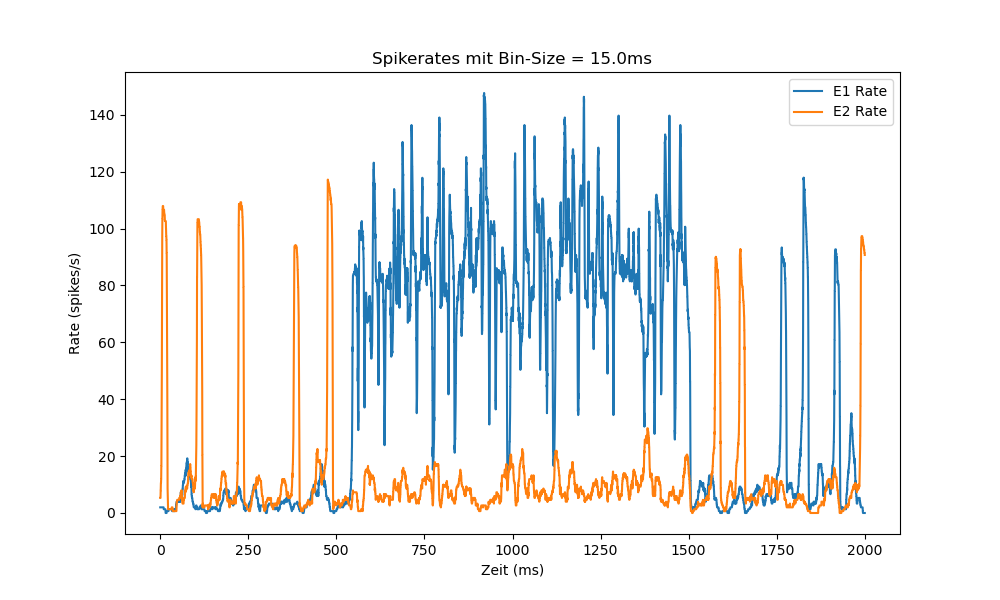 Spikerates mit Bin-Size = 15.0ms
E1 Rate
E2 Rate
140
120
100
80
60
40
20
0
Rate (spikes/s)
0 250 500 750 1000 1250 1500 1750 2000
Zeit (ms)